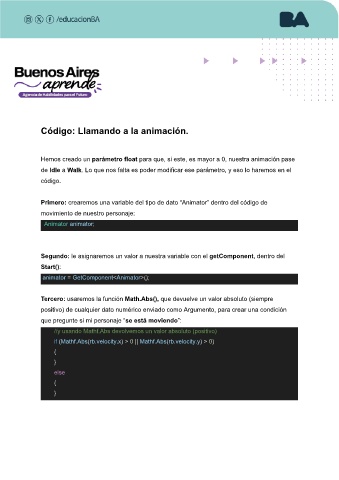 /educacionBA
BA
Buenos Aires
aprende
Agencia de Habilidades para el Futuro
Código: Llamando a la animación.
Hemos creado un parámetro float para que, si este, es mayor a 0, nuestra animación pase
de Idle a Walk. Lo que nos falta es poder modificar ese parámetro, y eso lo haremos en el
código.
Primero: crearemos una variable del tipo de dato “Animator” dentro del código de
movimiento de nuestro personaje:
Animator animator;
Segundo: le asignaremos un valor a nuestra variable con el getComponent, dentro del
Start():
animator = GetComponent<Animator>();
Tercero: usaremos la función Math.Abs(), que devuelve un valor absoluto (siempre
positivo) de cualquier dato numérico enviado como Argumento, para crear una condición
que pregunte si mi personaje “se está moviendo”:
//y usando Mathf.Abs devolvemos un valor absoluto (positivo)
if (Mathf.Abs(rb.velocity.x) > 0 || Mathf.Abs(rb.velocity.y) > 0)
{
}
else
{
}